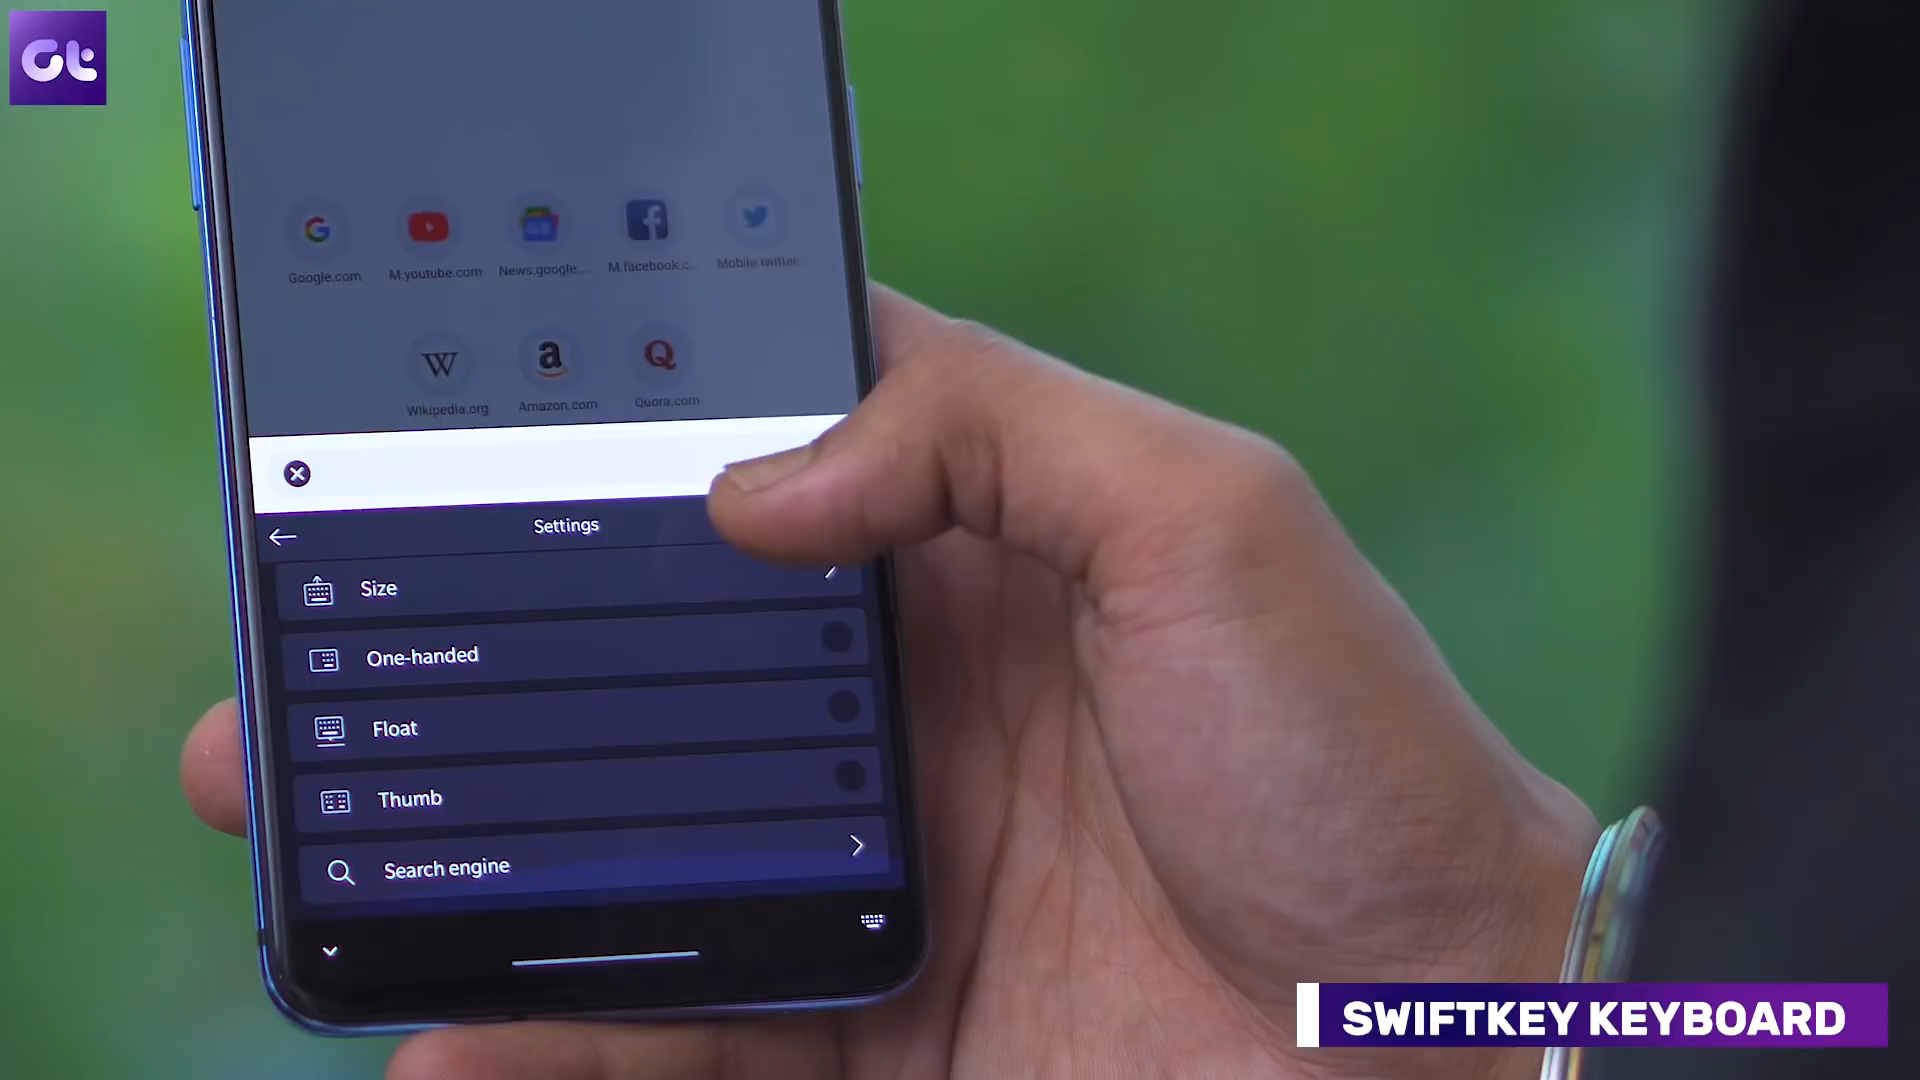 Gt
Google.com
M.youtube.com
News.google...
M.facebook.c...
Mobile.twitter...
W
a
Q
Wikipedia.org
Amazon.com
Quora.com
Settings
Size
One-handed
Float
Thumb
Search engine
SWIFTKEY KEYBOARD